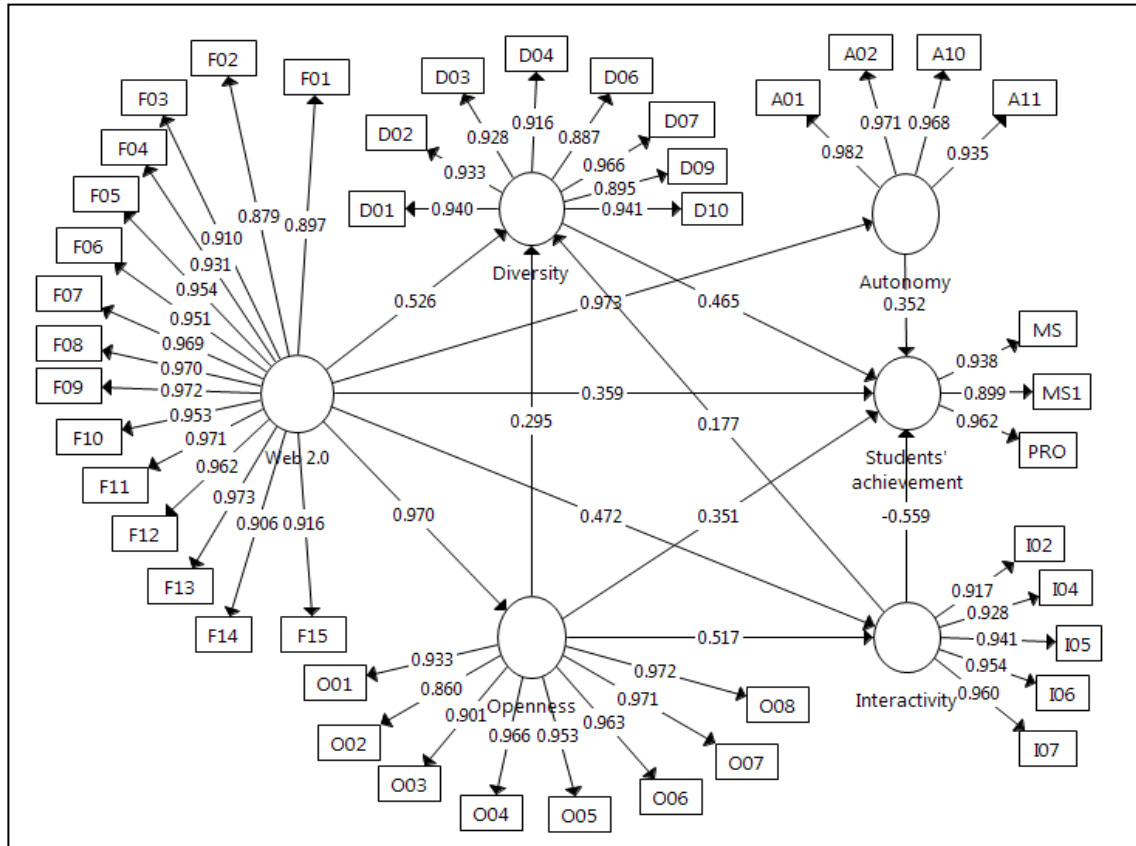 F01
F02
F03
F04
F05
F06
F07
F08
F09
F10
F11
F12
F13
F14
F15
0.897
0.879
0.910
0.931
0.954
0.951
0.969
0.970
0.972
0.953
0.971
0.962
0.973
0.906
0.916
Web 2.0
D01
D02
D03
D04
D06
D07
D09
D10
0.940
0.933
0.928
0.916
0.887
0.966
0.895
0.941
Diversity
A01
A02
A10
A11
0.982
0.971
0.968
0.935
Autonomy
0.352
0.526
0.973
0.465
0.359
0.295
0.177
0.970
0.472
0.351
0.517
-0.559
MS
MS1
PRO
0.938
0.899
0.962
Students'
achievement
I02
I04
I05
I06
I07
0.917
0.928
0.941
0.954
0.960
Interactivity
O01
O02
O03
O04
O05
O06
O07
O08
0.933
0.860
0.901
0.966
0.953
0.963
0.971
0.972
Openness